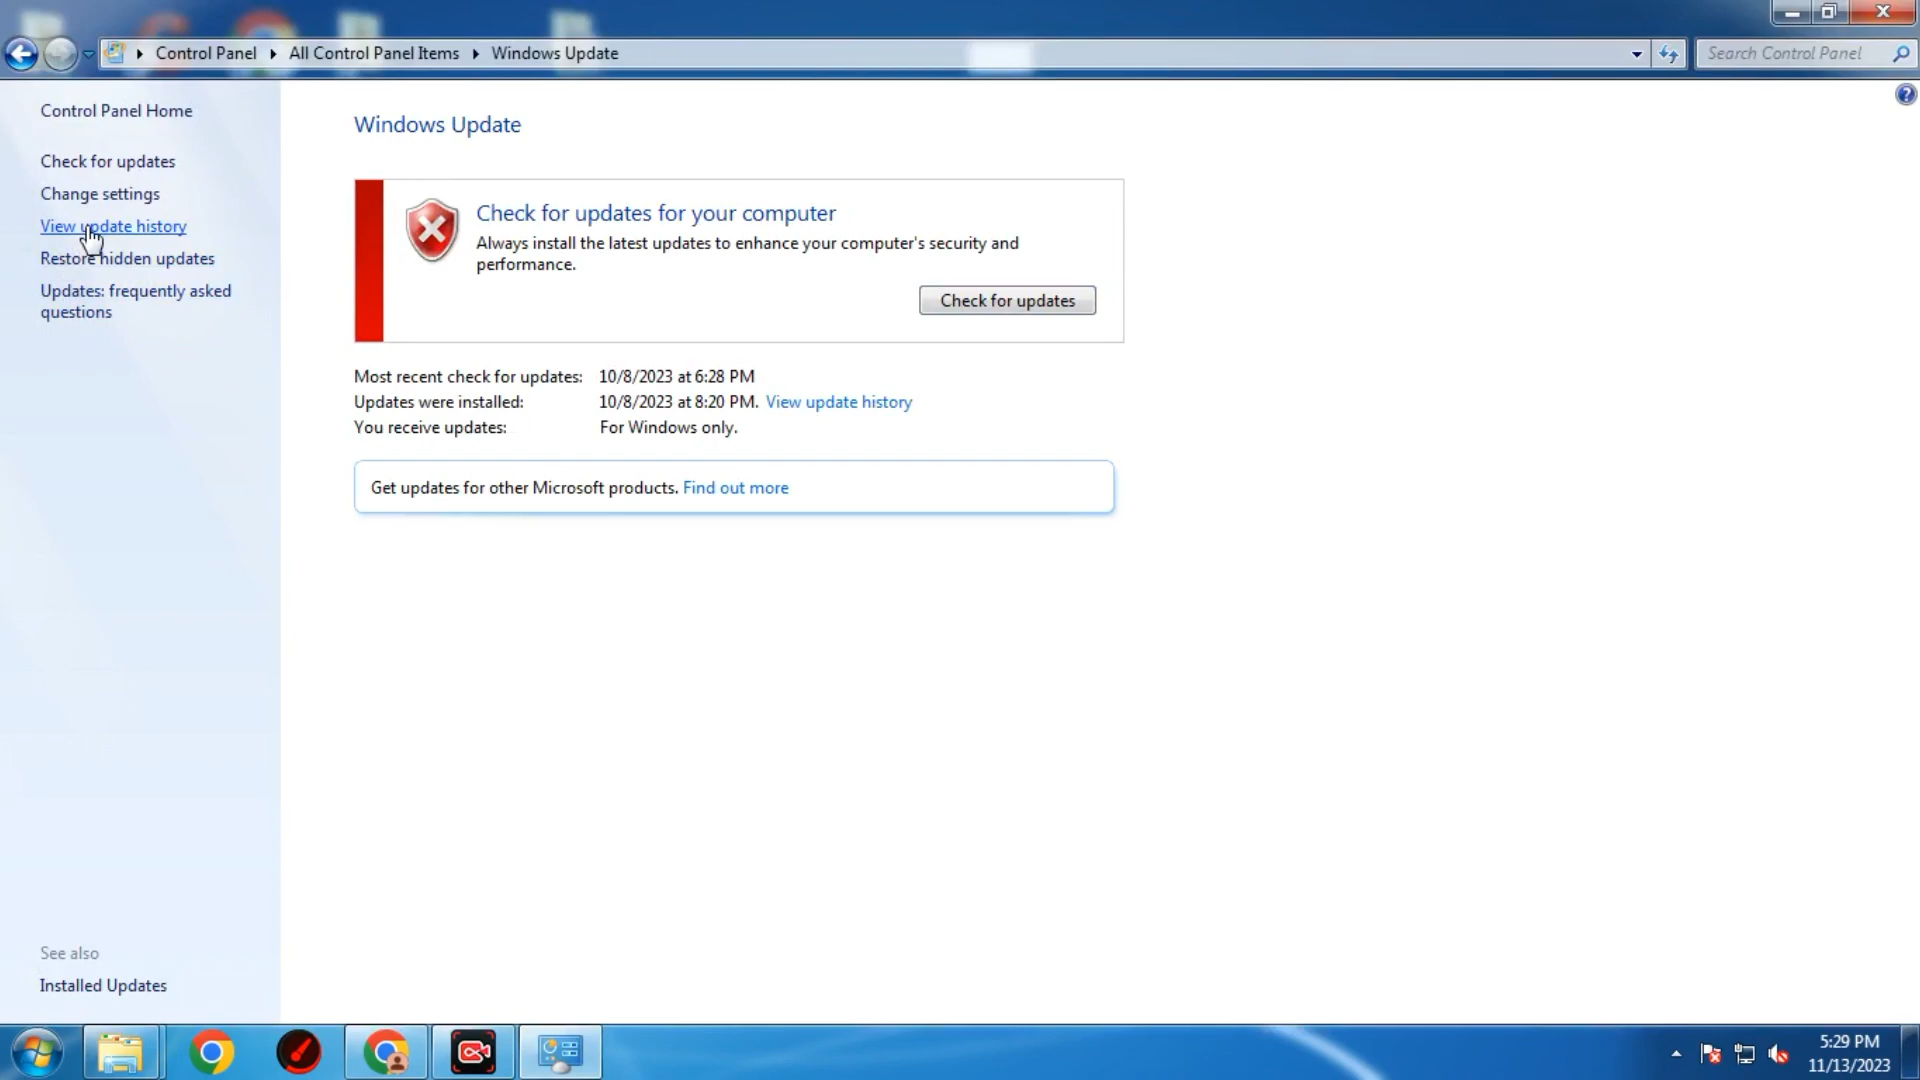 Control Panel All Control Panel Items Windows Update
Search Control Panel
Control Panel Home
Check for updates
Change settings
View update history
Restore hidden updates
Updates: frequently asked
questions
See also
Installed Updates
Windows Update
Check for updates for your computer
Always install the latest updates to enhance your computer's security and
performance.
Check for updates
Most recent check for updates: 10/8/2023 at 6:28 PM
Updates were installed: 10/8/2023 at 8:20 PM. View update history
You receive updates: For Windows only.
Get updates for other Microsoft products. Find out more
5:29 PM
11/13/2023